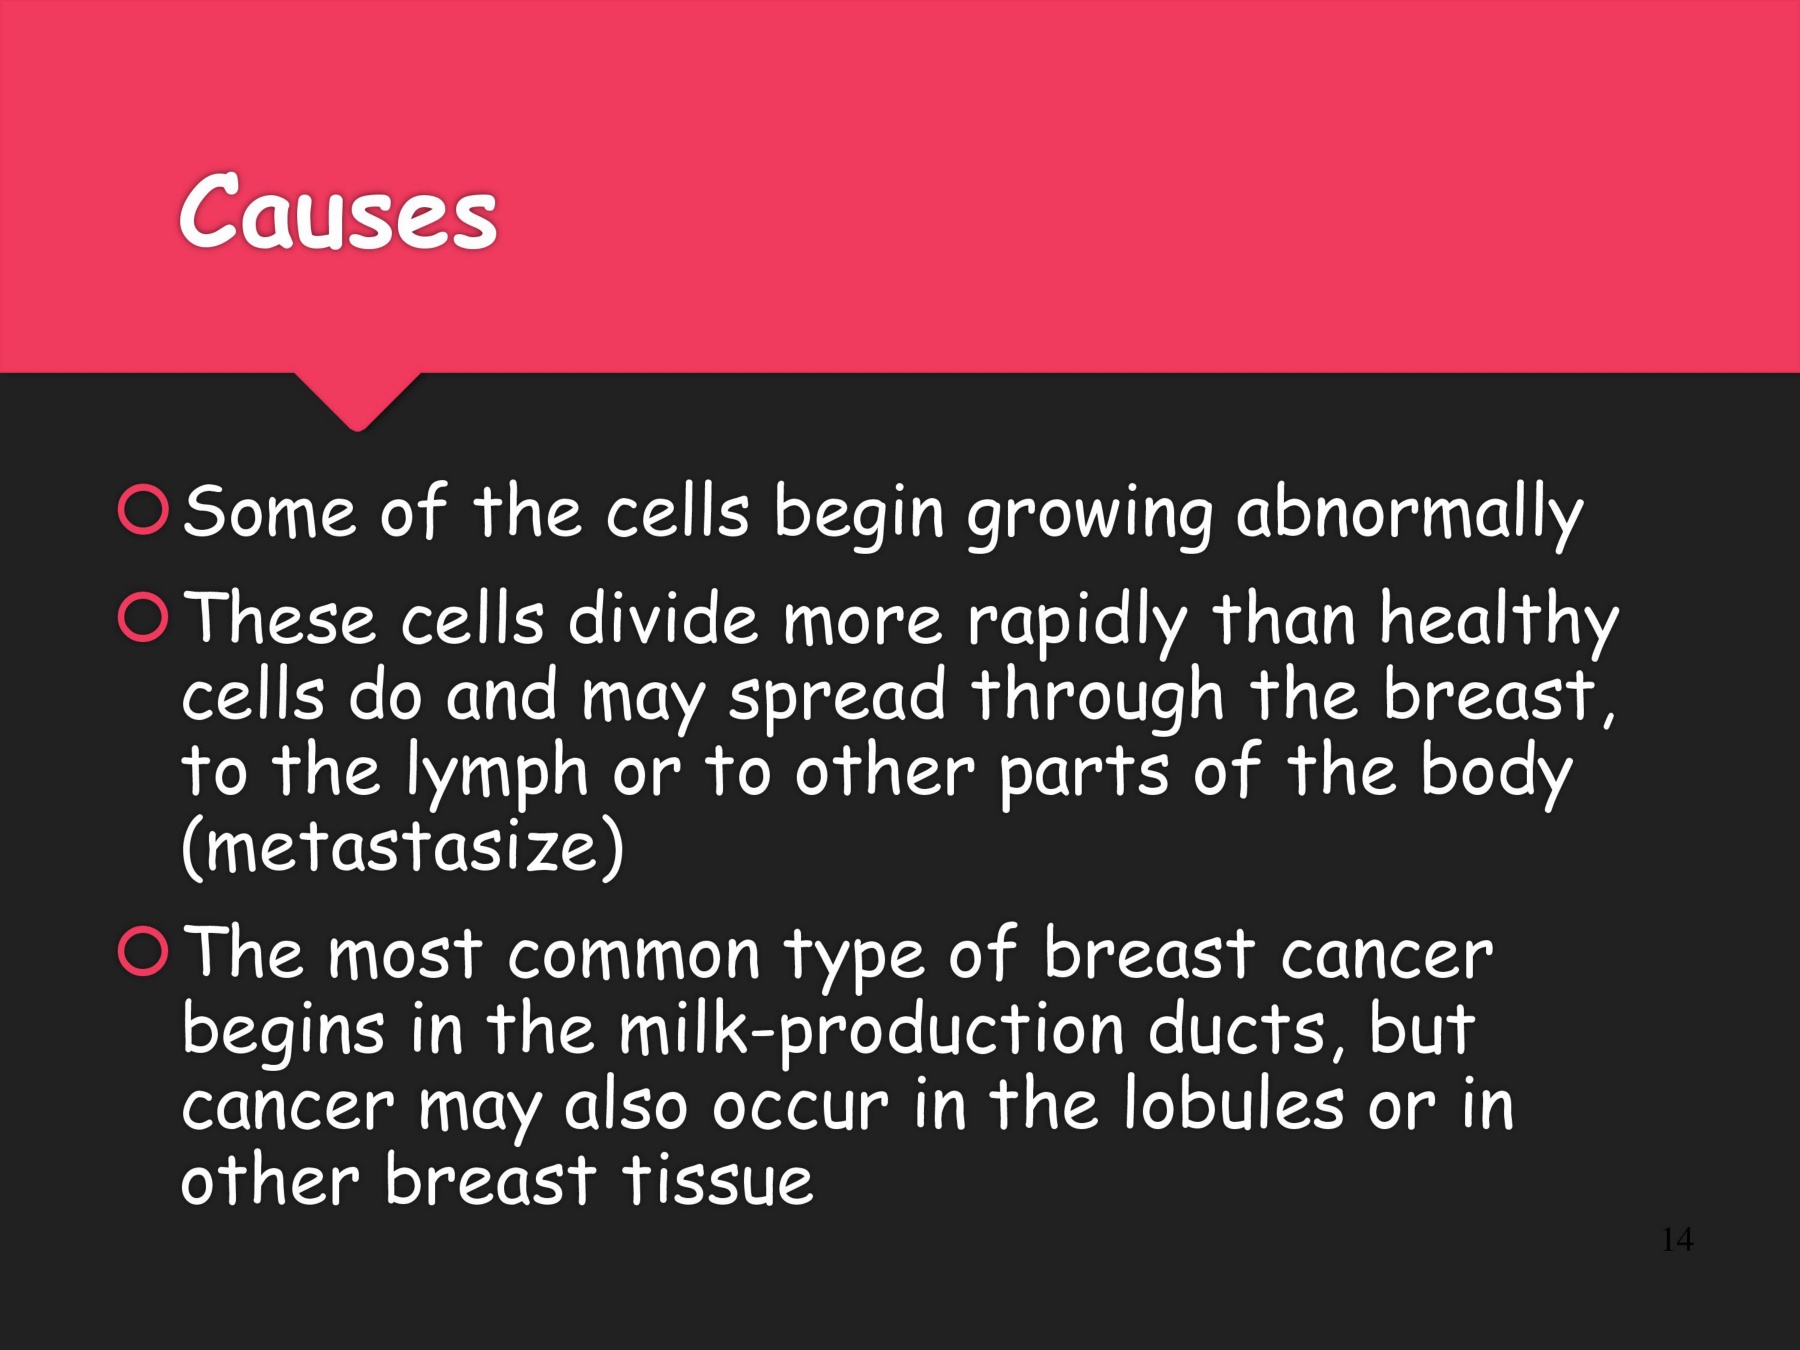 Causes
Some of the cells begin growing abnormally
These cells divide more rapidly than healthy
cells do and may spread through the breast,
to the lymph or to other parts of the body
(metastasize)
The most common type of breast cancer
begins in the milk-production ducts, but
cancer may also occur in the lobules or in
other breast tissue
14